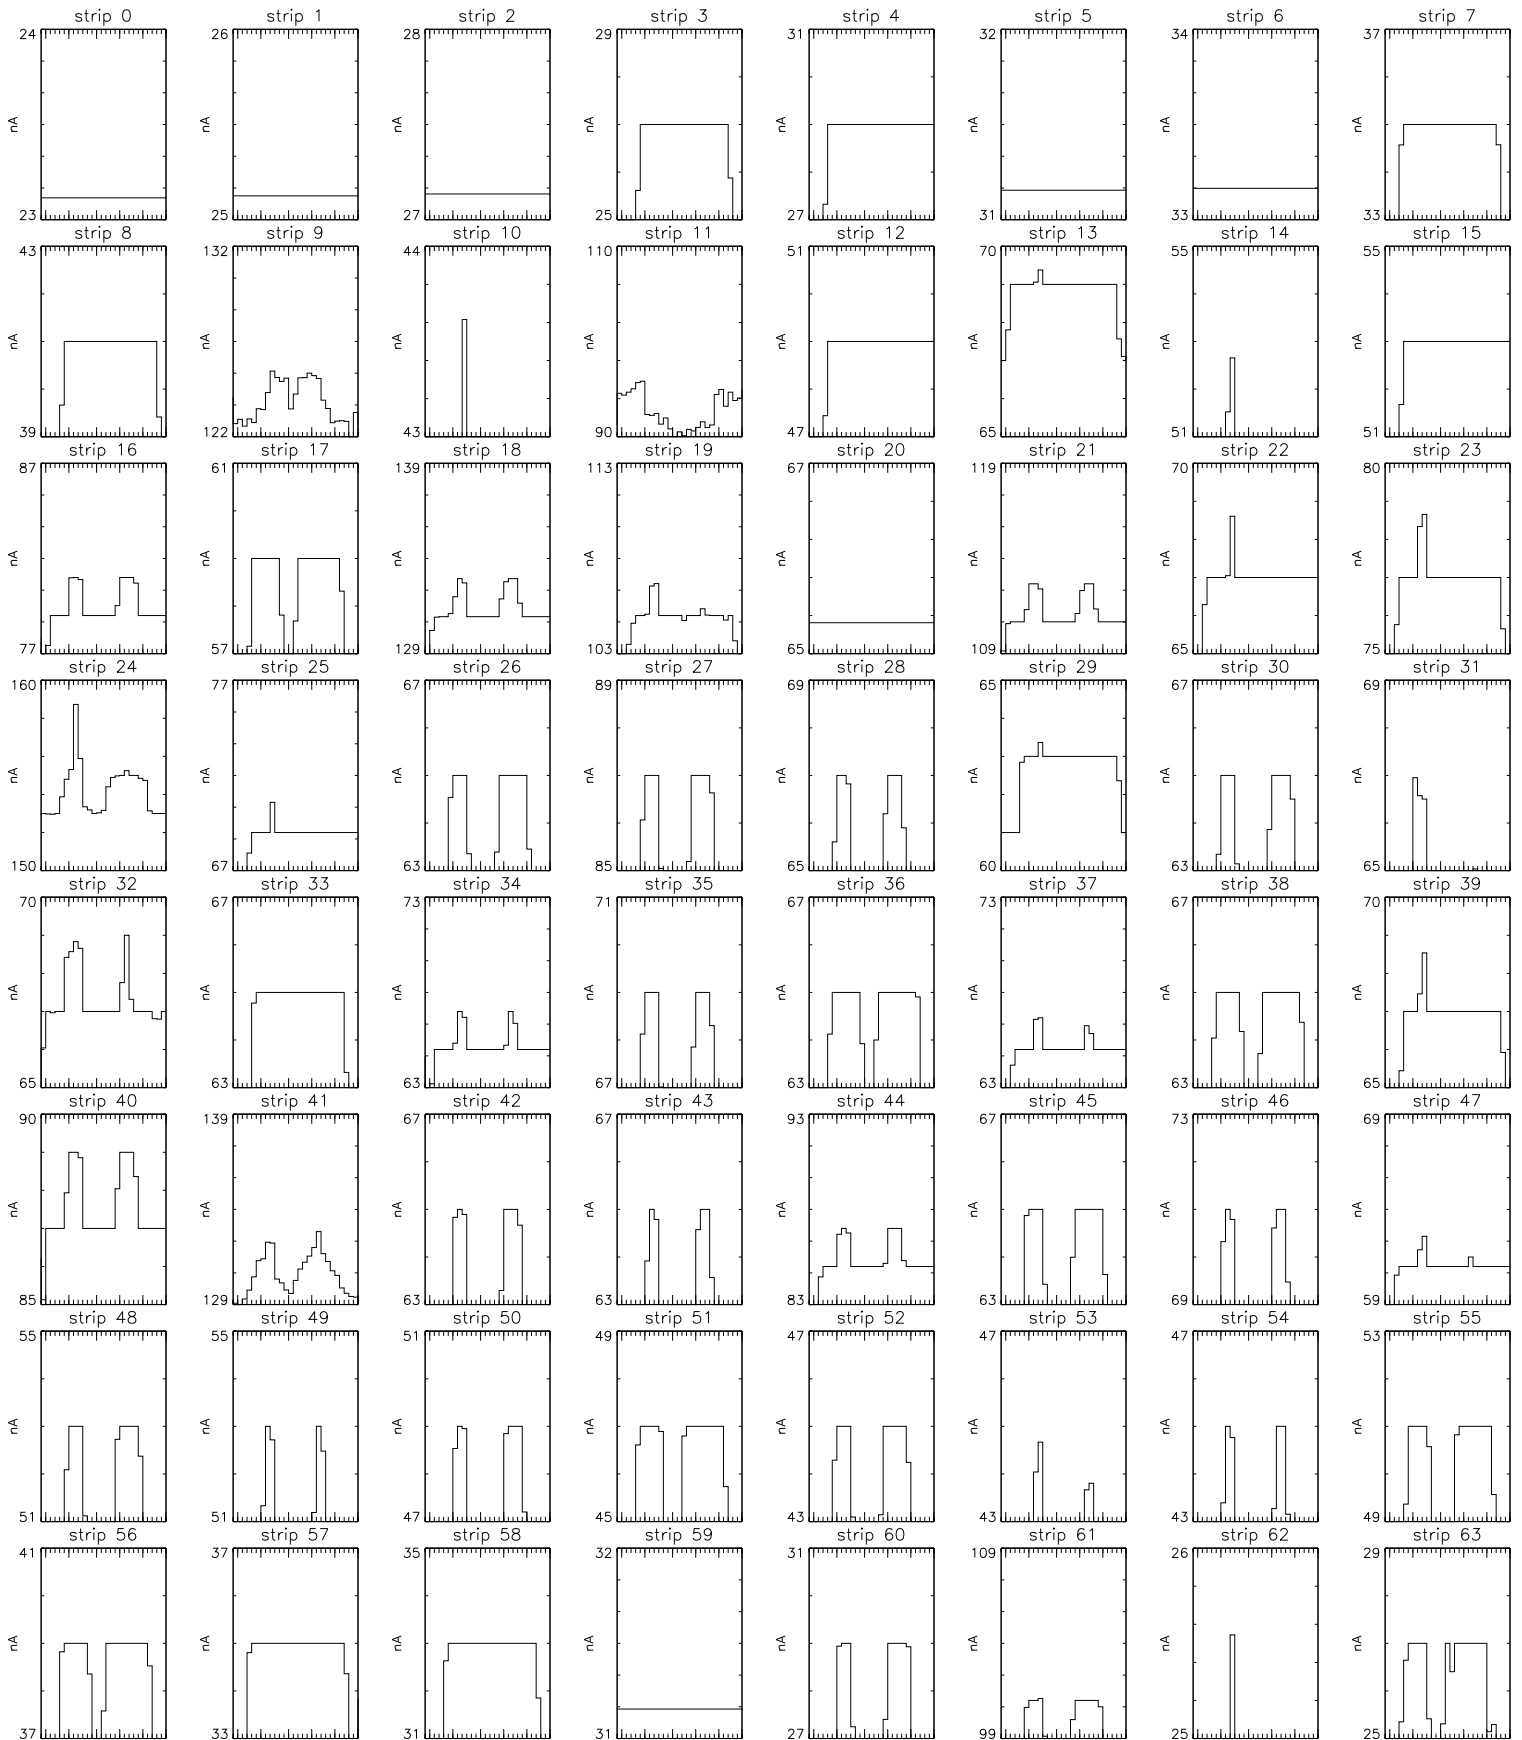 strip 0 strip 1 strip 2 strip 3 strip 4 strip 5 strip 6 strip 7
24 26 28 29 31 32 34 37
nA nA nA nA nA nA nA nA
23 25 27 25 27 31 33 33
strip 8 strip 9 strip 10 strip 11 strip 12 strip 13 strip 14 strip 15
43 132 44 110 51 70 55 55
nA nA nA nA nA nA nA nA
39 122 43 90 47 65 51 51
strip 16 strip 17 strip 18 strip 19 strip 20 strip 21 strip 22 strip 23
87 61 139 113 67 119 70 80
nA nA nA nA nA nA nA nA
77 57 129 103 65 109 65 75
strip 24 strip 25 strip 26 strip 27 strip 28 strip 29 strip 30 strip 31
160 77 67 89 69 65 67 69
nA nA nA nA nA nA nA nA
150 67 63 85 65 60 63 65
strip 32 strip 33 strip 34 strip 35 strip 36 strip 37 strip 38 strip 39
70 67 73 71 67 73 67 70
nA nA nA nA nA nA nA nA
65 63 63 67 63 63 63 65
strip 40 strip 41 strip 42 strip 43 strip 44 strip 45 strip 46 strip 47
90 139 67 67 93 67 73 69
nA nA nA nA nA nA nA nA
85 129 63 63 83 63 69 59
strip 48 strip 49 strip 50 strip 51 strip 52 strip 53 strip 54 strip 55
55 55 51 49 47 47 47 53
nA nA nA nA nA nA nA nA
51 51 47 45 43 43 43 49
strip 56 strip 57 strip 58 strip 59 strip 60 strip 61 strip 62 strip 63
41 37 35 32 31 109 26 29
nA nA nA nA nA nA nA nA
37 33 31 31 27 99 25 25